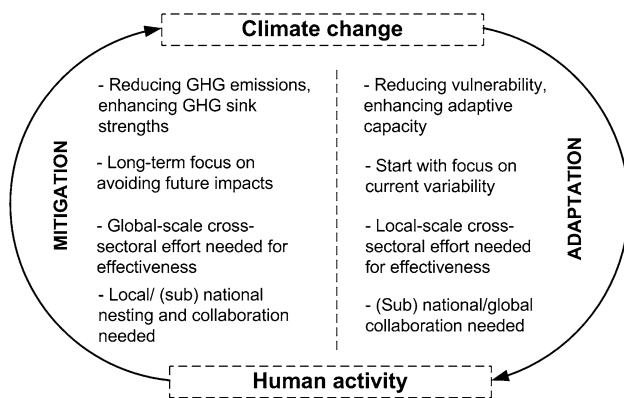 Climate change
MITIGATION
- Reducing GHG emissions,
enhancing GHG sink
strengths
- Long-term focus on
avoiding future impacts
- Global-scale cross-
sectoral effort needed for
effectiveness
- Local/ (sub) national
nesting and collaboration
needed
- Reducing vulnerability,
enhancing adaptive
capacity
- Start with focus on
current variability
- Local-scale cross-
sectoral effort needed
for effectiveness
- (Sub) national/global
collaboration needed
ADAPTATION
Human activity